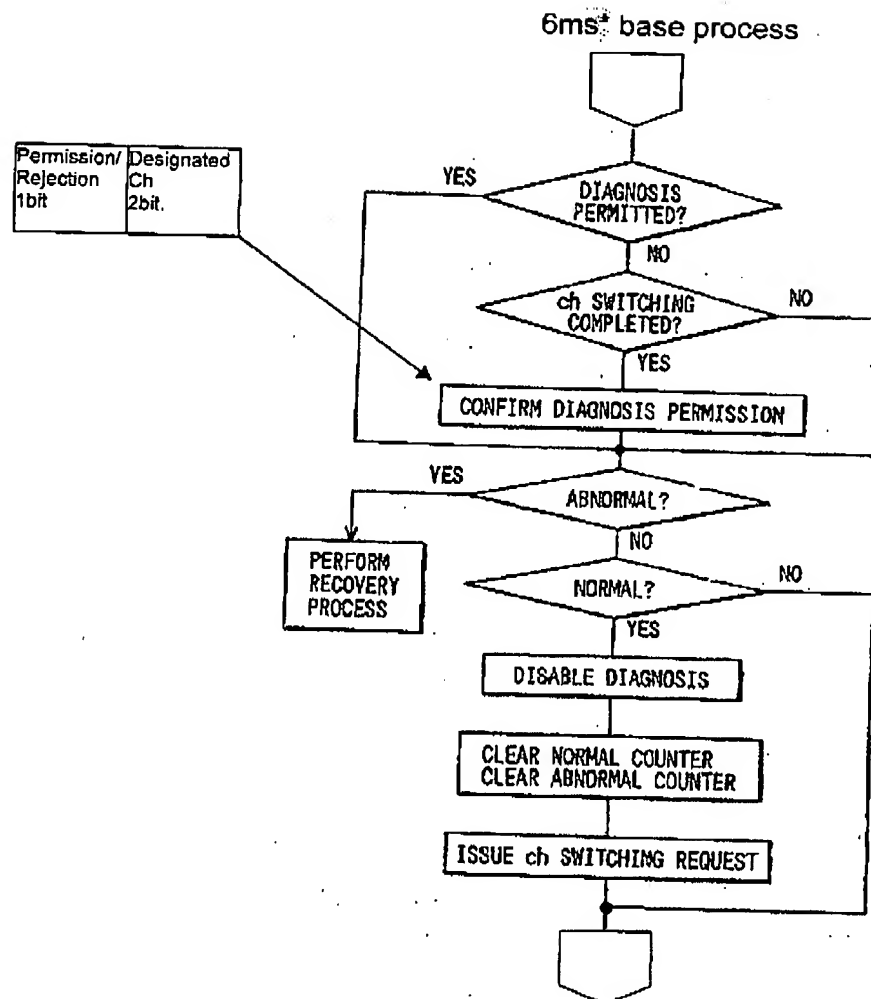 6ms* base process
Permission/
Rejection
1bit
Designated
Ch
2bit.
YES
DIAGNOSIS
PERMITTED?
NO
ch SWITCHING
COMPLETED?
NO
YES
CONFIRM DIAGNOSIS PERMISSION
YES
ABNORMAL?
NO
PERFORM
RECOVERY
PROCESS
NORMAL?
NO
YES
DISABLE DIAGNOSIS
CLEAR NORMAL COUNTER
CLEAR ABNORMAL COUNTER
ISSUE ch SWITCHING REQUEST